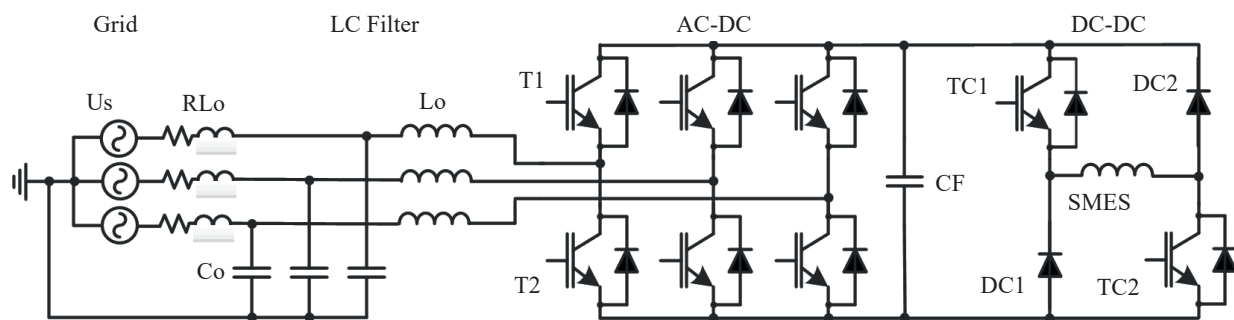 Grid
LC Filter
AC-DC
DC-DC
Us
RLo
Lo
T1
TC1
DC2
CF
SMES
Co
T2
DC1
TC2